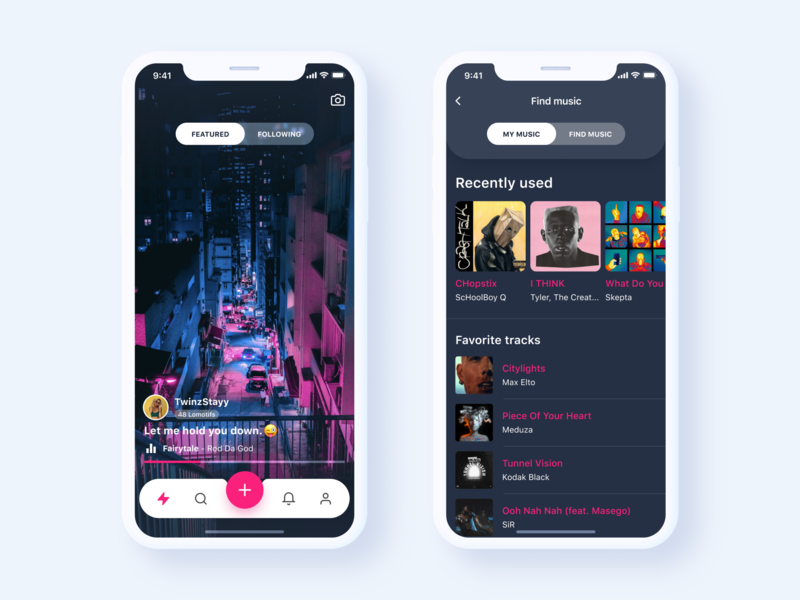 9:41
FEATURED FOLLOWING
TwinzStayy
48 Lomotifs
Let me hold you down.😜
Fairytale - Rod Da God
9:41
Find music
MY MUSIC FIND MUSIC
Recently used
CHopstix
ScHoolBoy Q
I THINK
Tyler, The Creat...
What Do You
Skepta
Favorite tracks
Citylights
Max Elto
Piece Of Your Heart
Meduza
Tunnel Vision
Kodak Black
Ooh Nah Nah (feat. Masego)
SiR